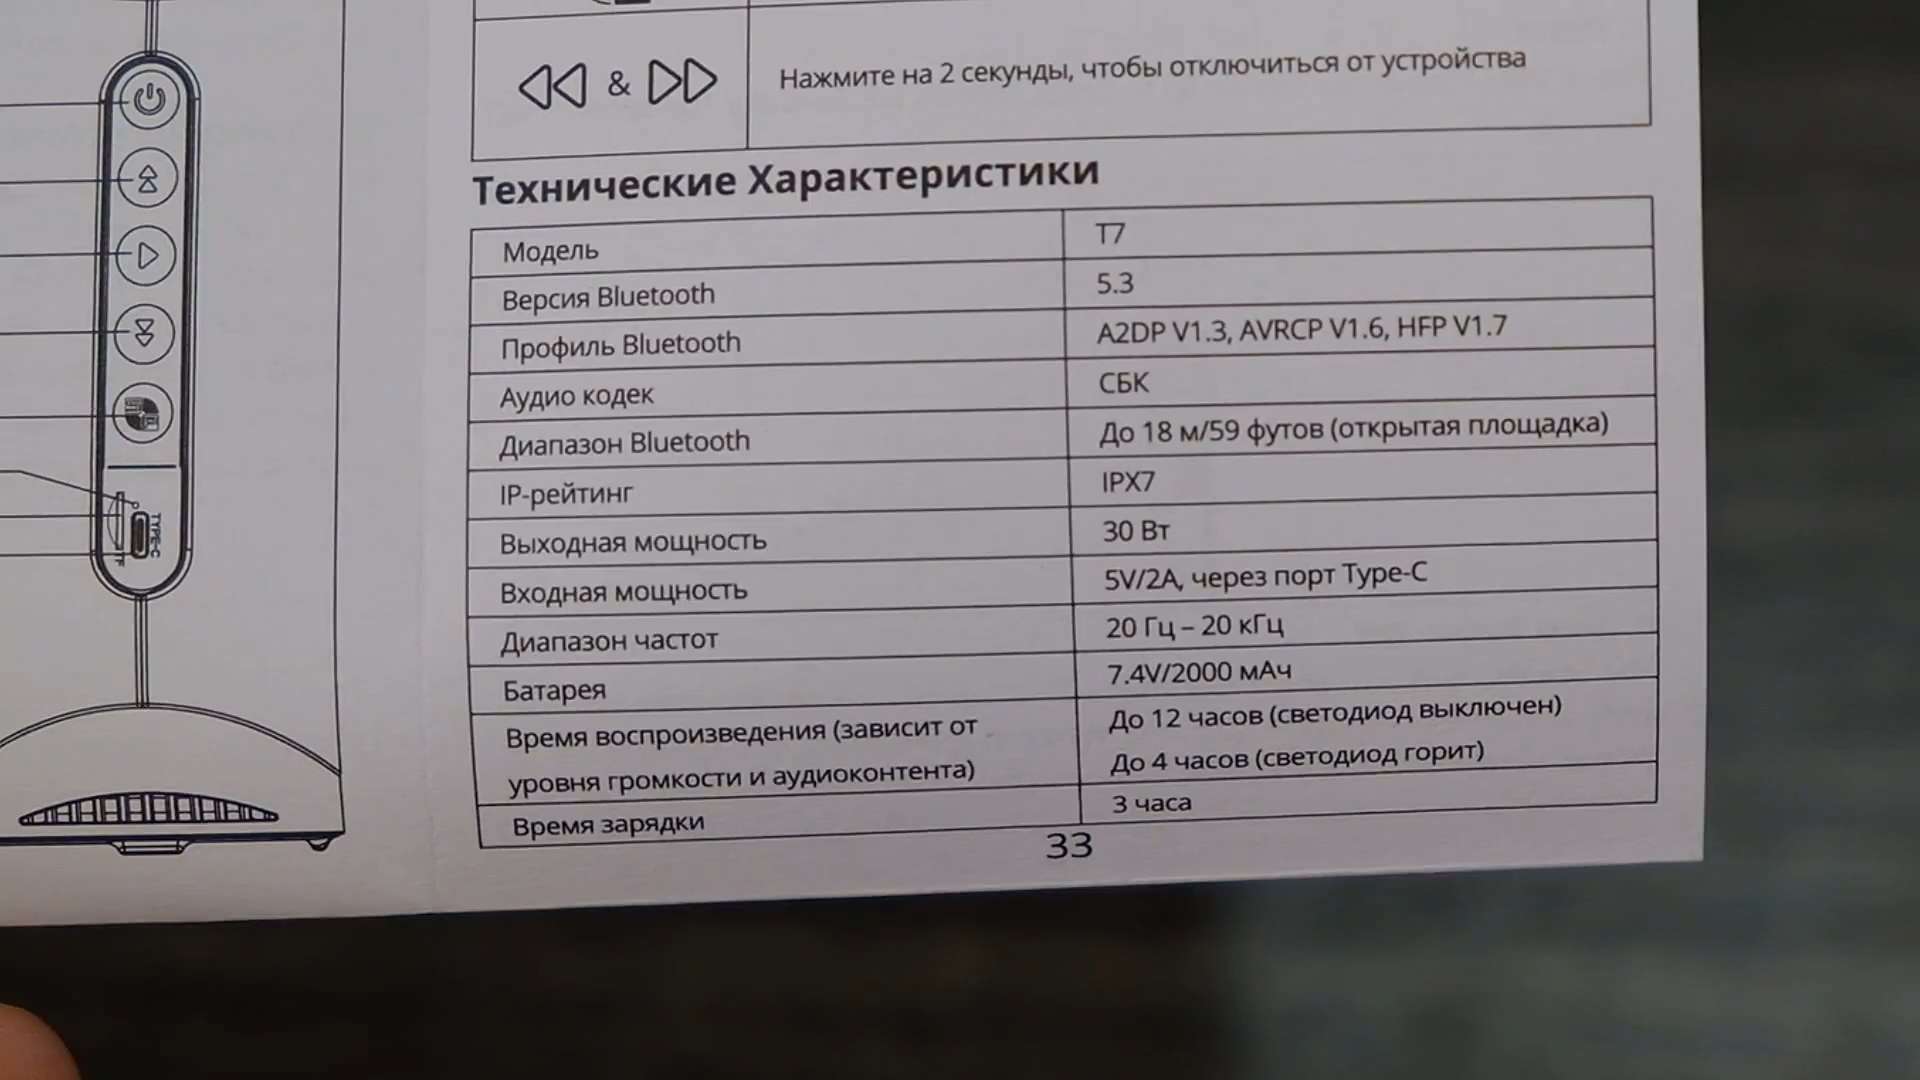 & Нажмите на 2 секунды, чтобы отключиться от устройства
Технические Характеристики
Модель T7
Версия Bluetooth 5.3
Профиль Bluetooth A2DP V1.3, AVRCP V1.6, HFP V1.7
Аудио кодек СБК
Диапазон Bluetooth До 18 м/59 футов (открытая площадка)
IP-рейтинг IPX7
Выходная мощность 30 Вт
Входная мощность 5V/2A, через порт Type-C
Диапазон частот 20 Гц – 20 кГц
Батарея 7.4V/2000 мАч
Время воспроизведения (зависит от До 12 часов (светодиод выключен)
уровня громкости и аудиоконтента) До 4 часов (светодиод горит)
Время зарядки 3 часа
33
TYPE-C
TF